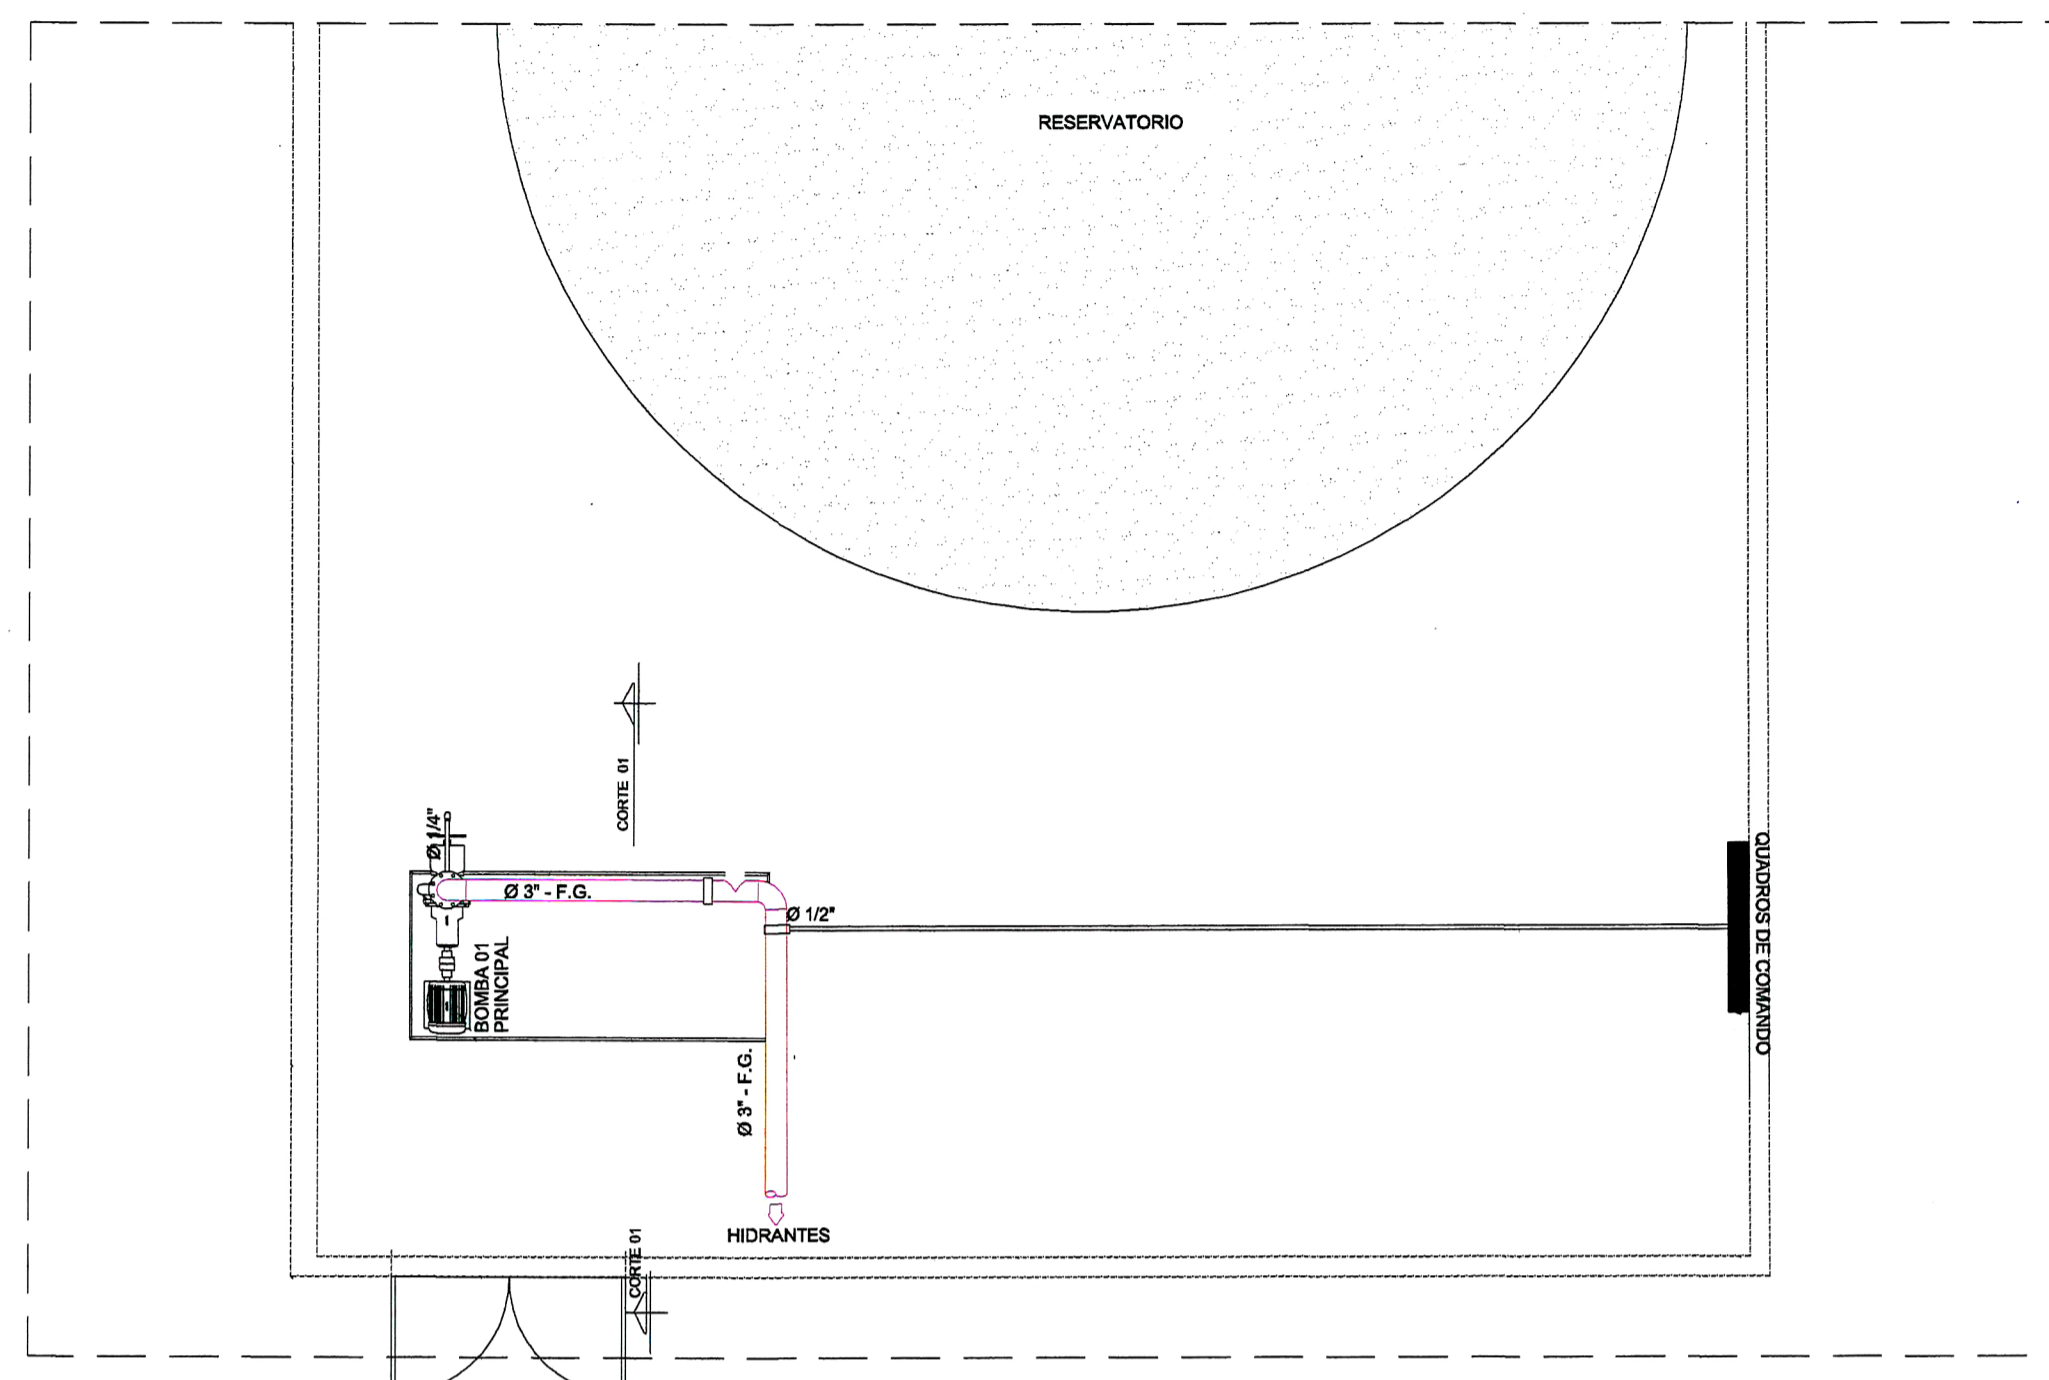 RESERVATORIO
CORTE 01
Ø 1/4"
Ø 3" - F.G.
Ø 1/2"
QUADROS DE COMANDO
BOMBA 01
PRINCIPAL
Ø 3" - F.G.
HIDRANTES
CORTE 01